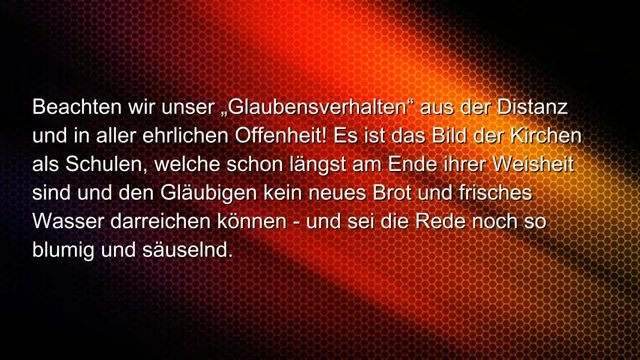 Beachten wir unser „Glaubensverhalten“ aus der Distanz
und in aller ehrlichen Offenheit! Es ist das Bild der Kirchen
als Schulen, welche schon längst am Ende ihrer Weisheit
sind und den Gläubigen kein neues Brot und frisches
Wasser darreichen können - und sei die Rede noch so
blumig und säuselnd.